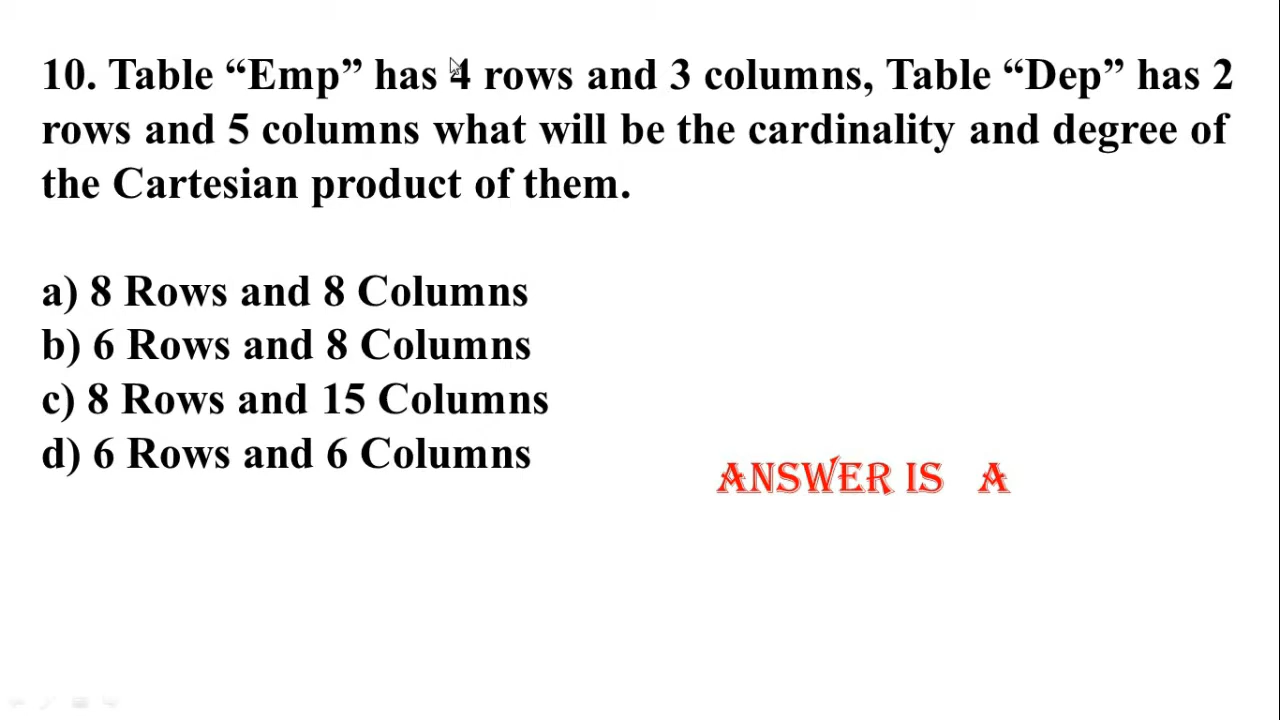 10. Table “Emp” has 4 rows and 3 columns, Table “Dep” has 2
rows and 5 columns what will be the cardinality and degree of
the Cartesian product of them.
a) 8 Rows and 8 Columns
b) 6 Rows and 8 Columns
c) 8 Rows and 15 Columns
d) 6 Rows and 6 Columns
ANSWER IS A